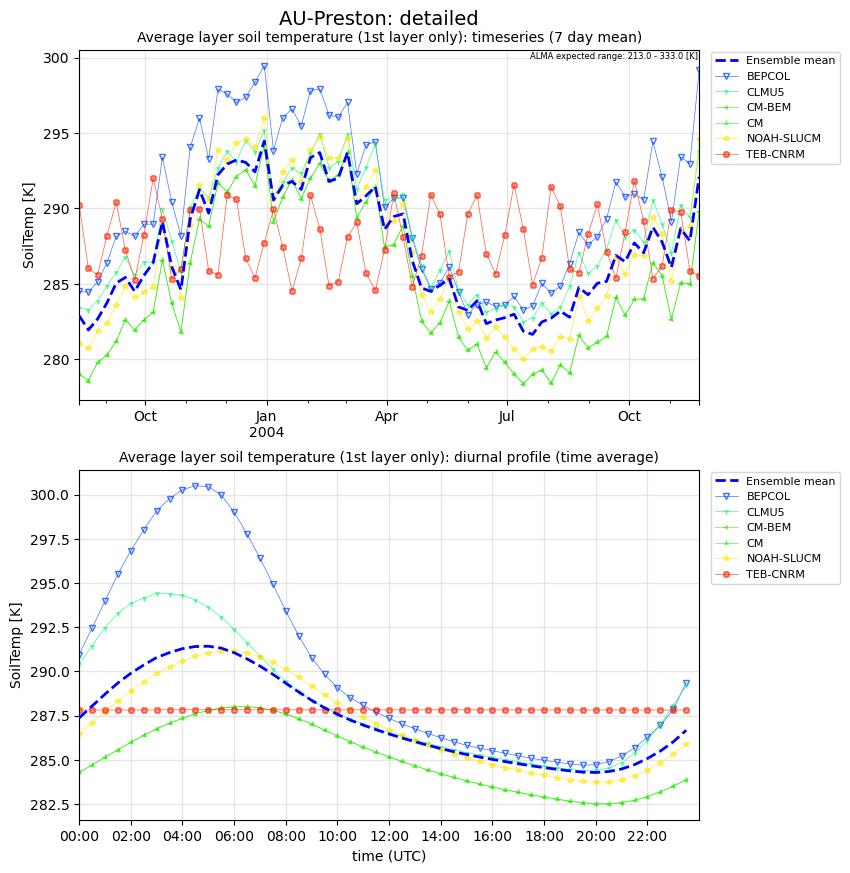 AU-Preston: detailed
Average layer soil temperature (1st layer only): timeseries (7 day mean)
ALMA expected range: 213.0 - 333.0 [K]
SoilTemp [K]
300
295
290
285
280
Oct
Jan
2004
Apr
Jul
Oct
Ensemble mean
BEPCOL
CLMU5
CM-BEM
CM
NOAH-SLUCM
TEB-CNRM
Average layer soil temperature (1st layer only): diurnal profile (time average)
SoilTemp [K]
300.0
297.5
295.0
292.5
290.0
287.5
285.0
282.5
00:00
02:00
04:00
06:00
08:00
10:00
12:00
14:00
16:00
18:00
20:00
22:00
time (UTC)
Ensemble mean
BEPCOL
CLMU5
CM-BEM
CM
NOAH-SLUCM
TEB-CNRM